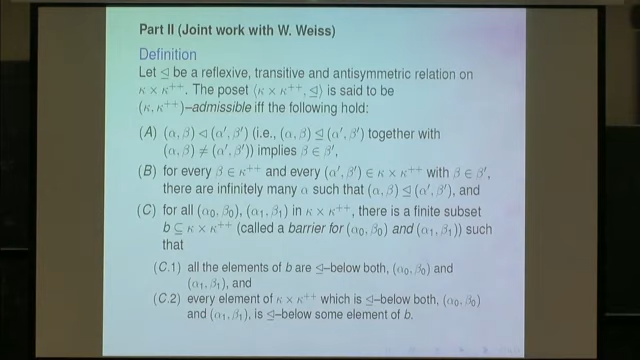 Part II (Joint work with W. Weiss)
Definition
Let ⊴ be a reflexive, transitive and antisymmetric relation on
κ × κ⁺⁺. The poset ⟨κ × κ⁺⁺, ⊴⟩ is said to be
(κ, κ⁺⁺)–admissible iff the following hold:
(A) (α, β) ◁ (α′, β′) (i.e., (α, β) ⊴ (α′, β′) together with
(α, β) ≠ (α′, β′)) implies β ∈ β′,
(B) for every β ∈ κ⁺⁺ and every (α′, β′) ∈ κ × κ⁺⁺ with β ∈ β′,
there are infinitely many α such that (α, β) ⊴ (α′, β′), and
(C) for all (α₀, β₀), (α₁, β₁) in κ × κ⁺⁺, there is a finite subset
b ⊆ κ × κ⁺⁺ (called a barrier for (α₀, β₀) and (α₁, β₁)) such
that
(C.1) all the elements of b are ⊴-below both, (α₀, β₀) and
(α₁, β₁), and
(C.2) every element of κ × κ⁺⁺ which is ⊴-below both, (α₀, β₀)
and (α₁, β₁), is ⊴-below some element of b.